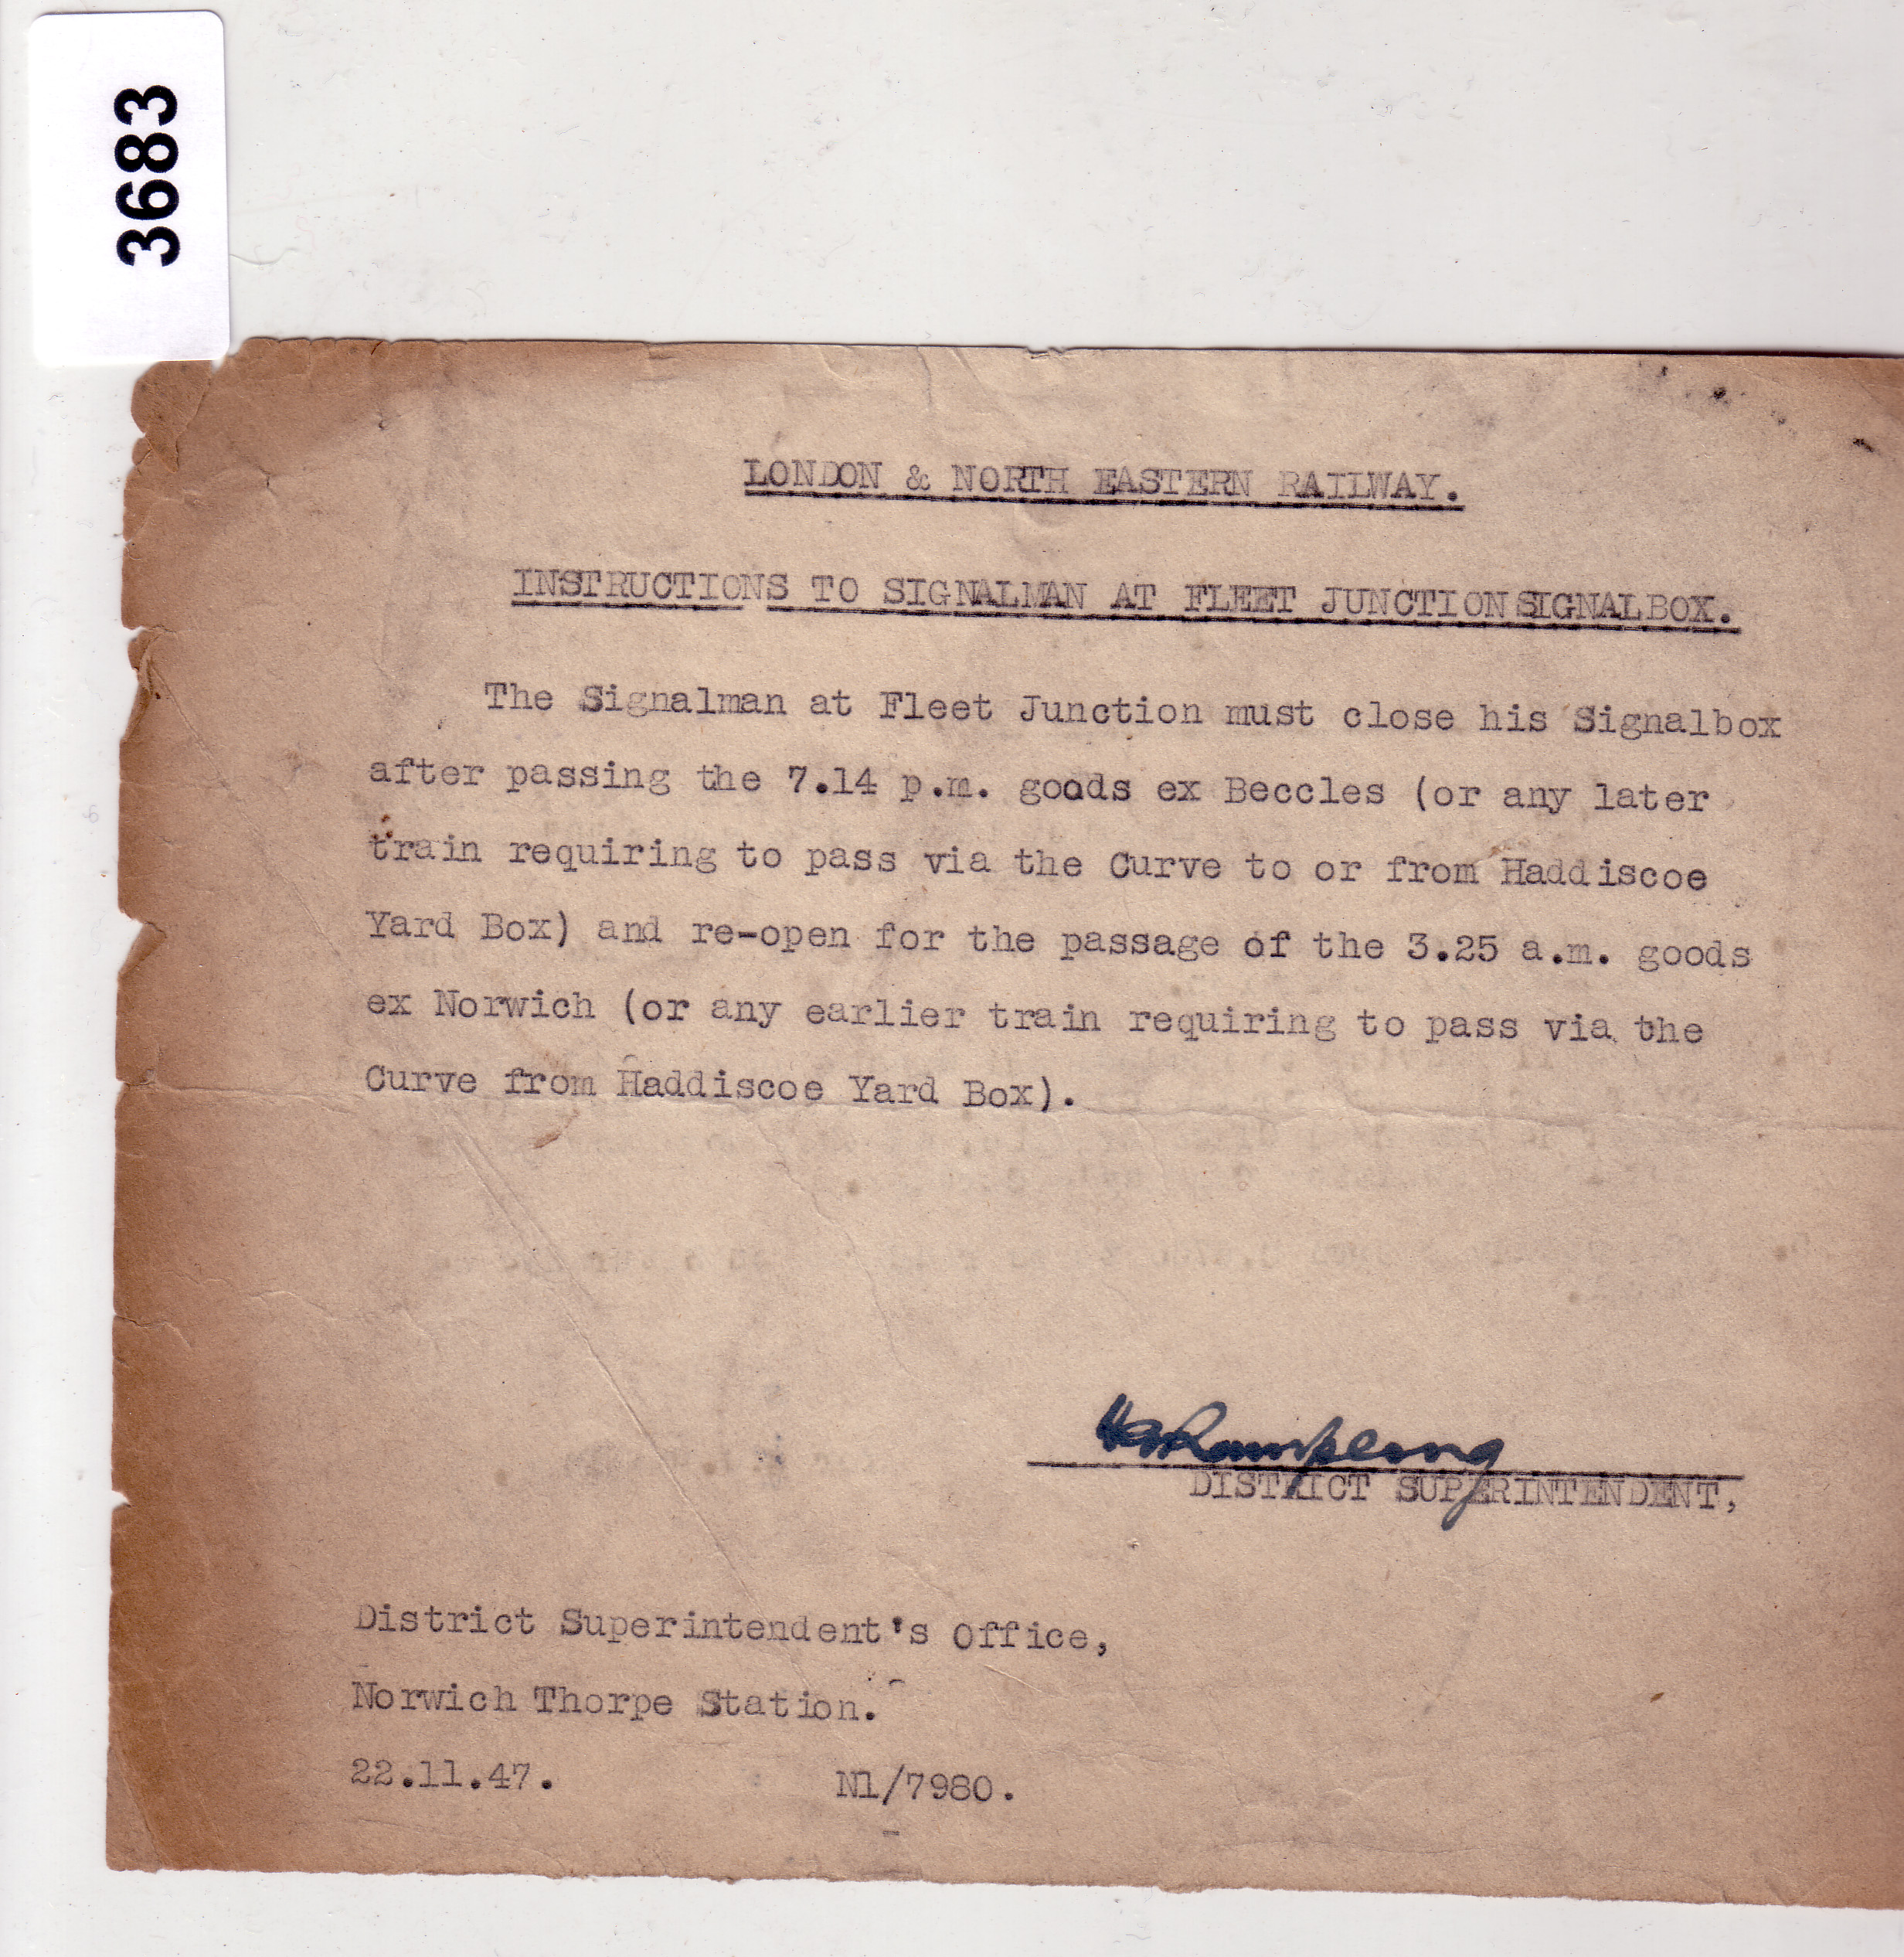 3683
LONDON & NORTH EASTERN RAILWAY.
INSTRUCTIONS TO SIGNALMAN AT FLEET JUNCTION SIGNALBOX.
The Signalman at Fleet Junction must close his Signalbox
after passing the 7.14 p.m. goods ex Beccles (or any later
train requiring to pass via the Curve to or from Haddiscoe
Yard Box) and re-open for the passage of the 3.25 a.m. goods
ex Norwich (or any earlier train requiring to pass via the
Curve from Haddiscoe Yard Box).
DISTRICT SUPERINTENDENT,
District Superintendent's Office,
Norwich Thorpe Station.
22.11.47. N1/7980.